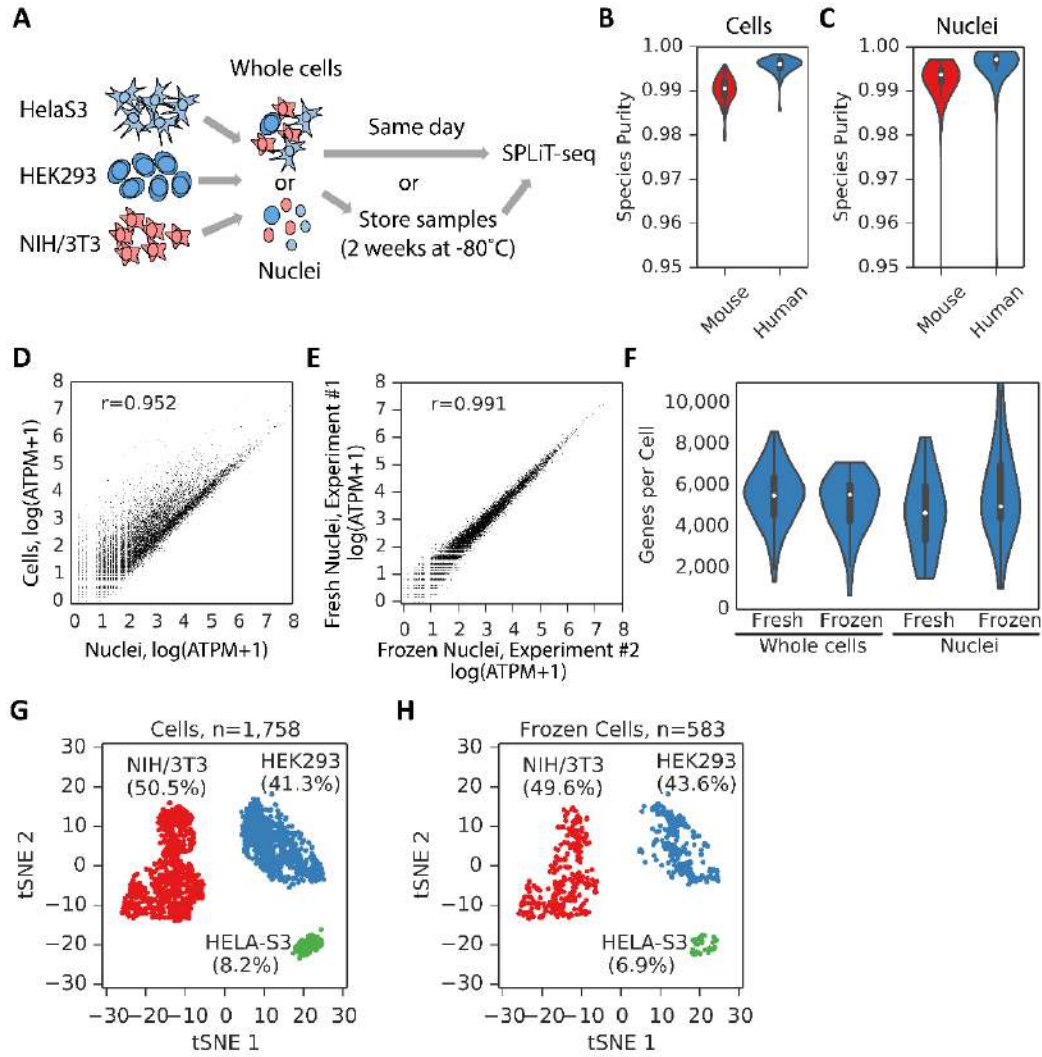 A
HelaS3
HEK293
NIH/3T3
Whole cells
or
Nuclei
Same day
or
Store samples
(2 weeks at -80˚C)
SPLiT-seq
B
Cells
Species Purity
1.00
0.99
0.98
0.97
0.96
0.95
Mouse
Human
C
Nuclei
Species Purity
1.00
0.99
0.98
0.97
0.96
0.95
Mouse
Human
D
r=0.952
Cells, log(ATPM+1)
8
7
6
5
4
3
2
1
0
0 1 2 3 4 5 6 7 8
Nuclei, log(ATPM+1)
E
r=0.991
Fresh Nuclei, Experiment #1
log(ATPM+1)
8
7
6
5
4
3
2
1
0
0 1 2 3 4 5 6 7 8
Frozen Nuclei, Experiment #2
log(ATPM+1)
F
Genes per Cell
10,000
8,000
6,000
4,000
2,000
0
Fresh Frozen Fresh Frozen
Whole cells Nuclei
G
Cells, n=1,758
NIH/3T3
(50.5%)
HEK293
(41.3%)
HELA-S3
(8.2%)
tSNE 2
30
20
10
0
−10
−20
−30
−30 −20 −10 0 10 20 30
tSNE 1
H
Frozen Cells, n=583
NIH/3T3
(49.6%)
HEK293
(43.6%)
HELA-S3
(6.9%)
tSNE 2
30
20
10
0
−10
−20
−30
−30 −20 −10 0 10 20 30
tSNE 1